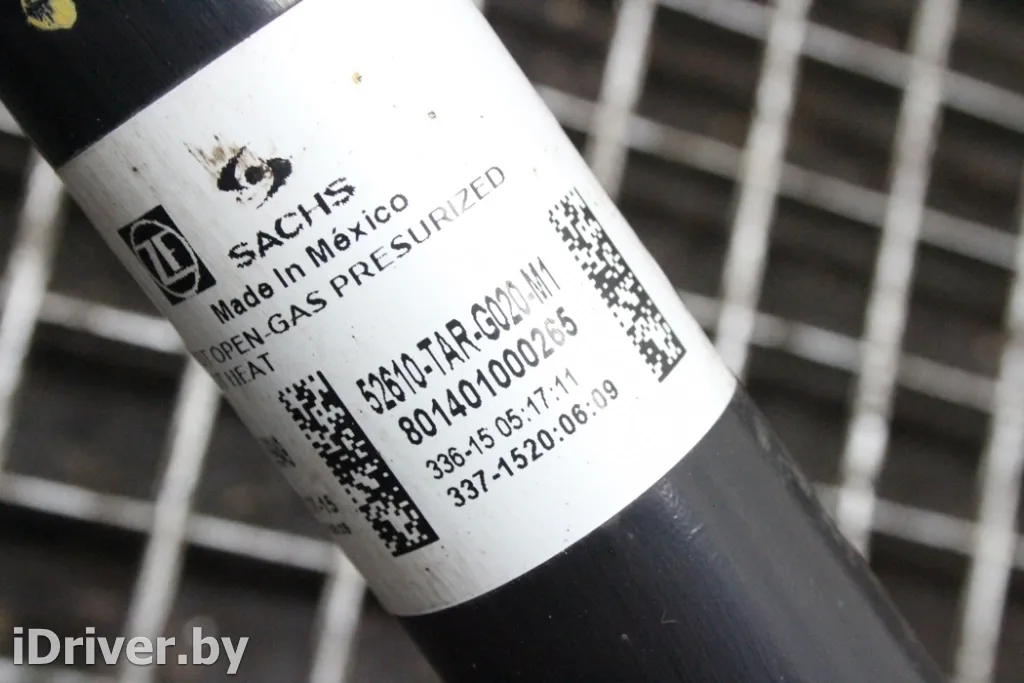 ZF
SACHS
Made In México
OPEN-GAS PRESURIZED
HEAT
52610-TAR-G020-M1
801401000265
336-15 05:17:11
337-1520:06:09
iDriver.by